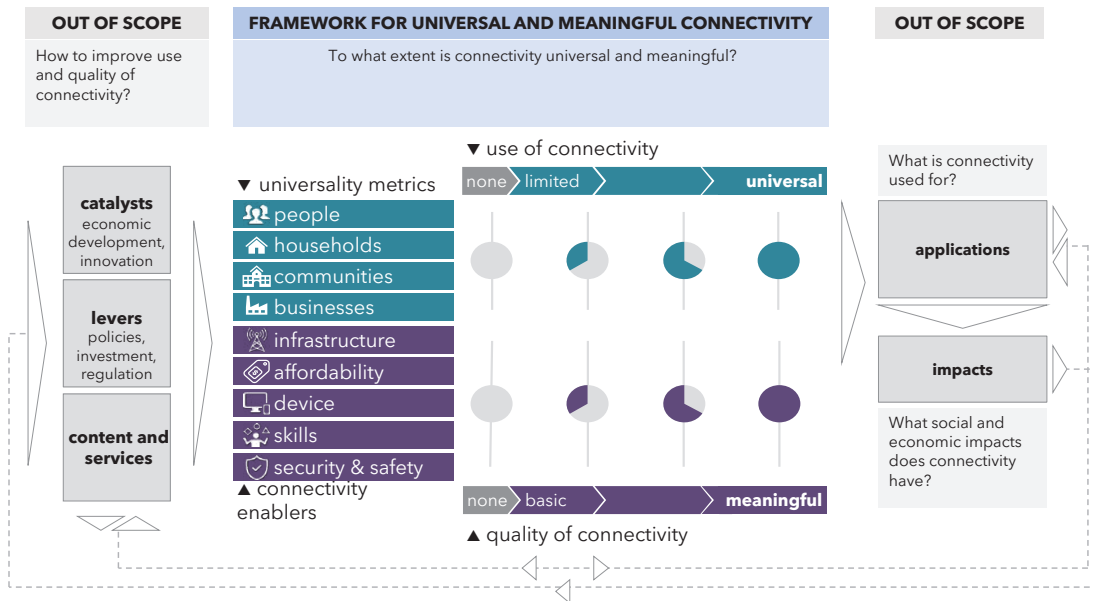 OUT OF SCOPE
How to improve use
and quality of
connectivity?
FRAMEWORK FOR UNIVERSAL AND MEANINGFUL CONNECTIVITY
To what extent is connectivity universal and meaningful?
OUT OF SCOPE
catalysts
economic
development,
innovation
levers
policies,
investment,
regulation
content and
services
▼ universality metrics
people
households
communities
businesses
infrastructure
affordability
device
skills
security & safety
▲ connectivity
enablers
▼ use of connectivity
none limited universal
none basic meaningful
▲ quality of connectivity
What is connectivity
used for?
applications
impacts
What social and
economic impacts
does connectivity
have?